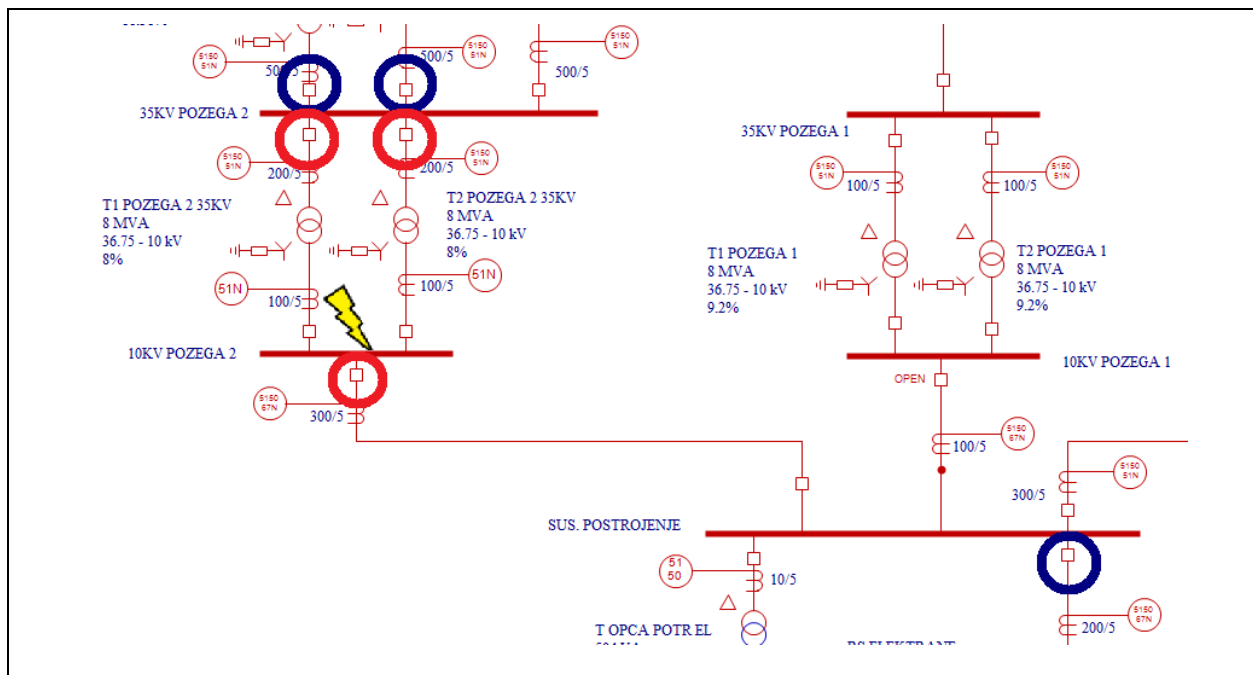 5150
51N
500/5
500/5
5150
51N
500/5
5150
51N
35KV POZEGA 2
5150
51N
200/5
200/5
5150
51N
T1 POZEGA 2 35KV
8 MVA
36.75 - 10 kV
8%
T2 POZEGA 2 35KV
8 MVA
36.75 - 10 kV
8%
51N
100/5
100/5
51N
10KV POZEGA 2
5150
67N
300/5
35KV POZEGA 1
5150
51N
100/5
100/5
5150
51N
T1 POZEGA 1
8 MVA
36.75 - 10 kV
9.2%
T2 POZEGA 1
8 MVA
36.75 - 10 kV
9.2%
10KV POZEGA 1
OPEN
100/5
5150
67N
300/5
5150
51N
SUS. POSTROJENJE
51
50
10/5
T OPCA POTR EL
200/5
5150
67N